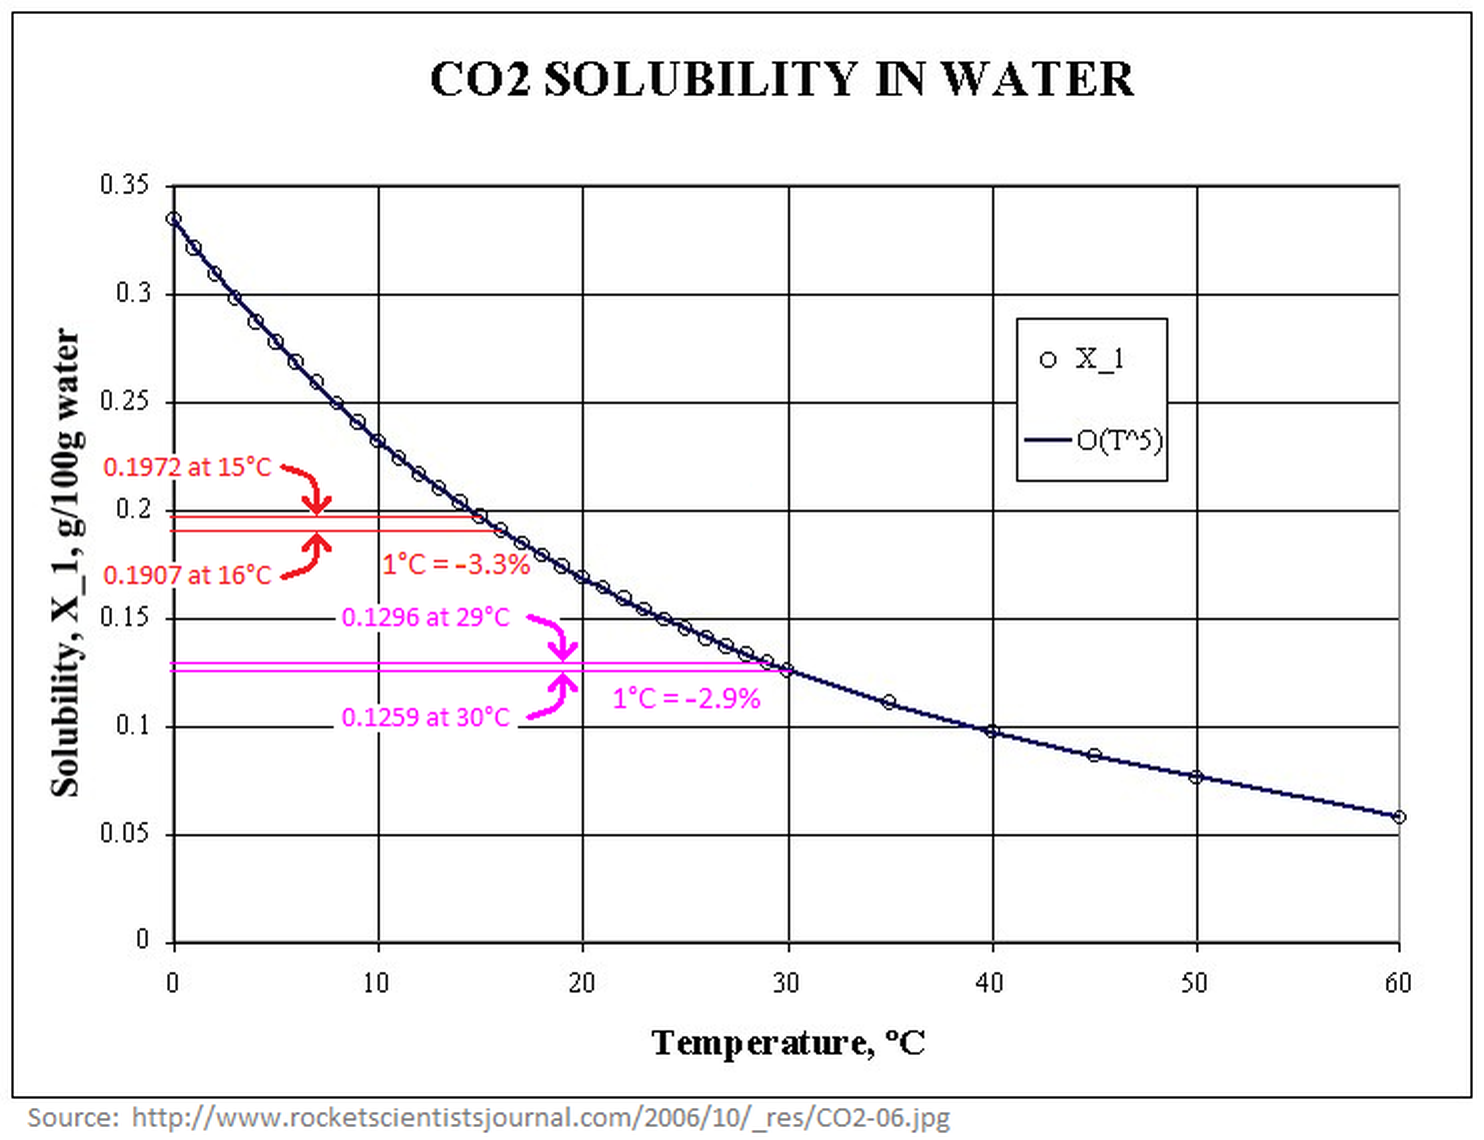 CO2 SOLUBILITY IN WATER
0.35
0.3
0.25
0.2
0.15
0.1
0.05
0
Solubility, X_1, g/100g water
X_1
O(T^5)
0.1972 at 15°C
0.1907 at 16°C
1°C = -3.3%
0.1296 at 29°C
0.1259 at 30°C
1°C = -2.9%
0 10 20 30 40 50 60
Temperature, °C
Source: http://www.rocketscientistsjournal.com/2006/10/_res/CO2-06.jpg